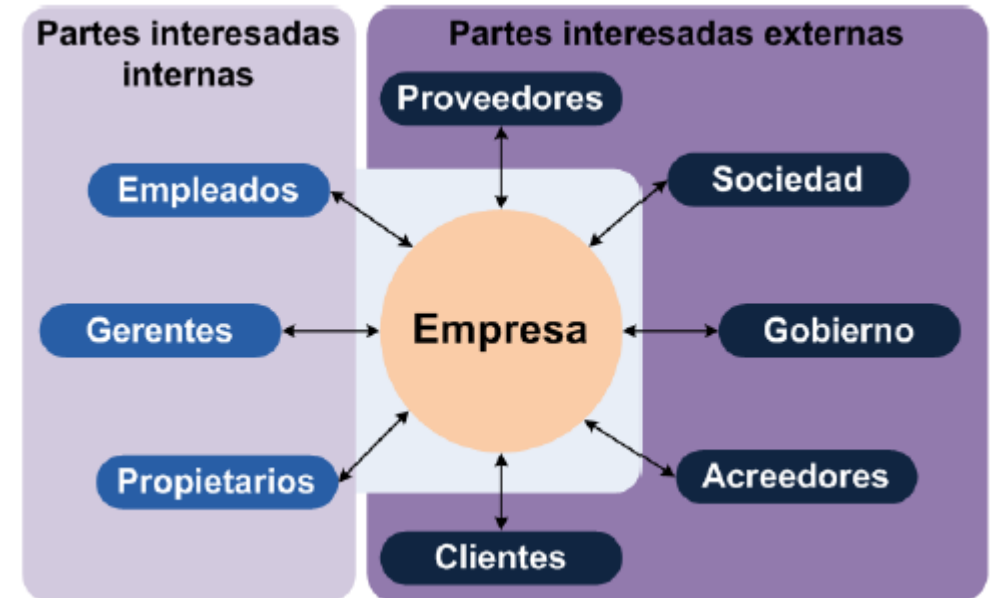 Partes interesadas
internas
Partes interesadas externas
Proveedores
Empleados
Sociedad
Gerentes
Empresa
Gobierno
Propietarios
Acreedores
Clientes